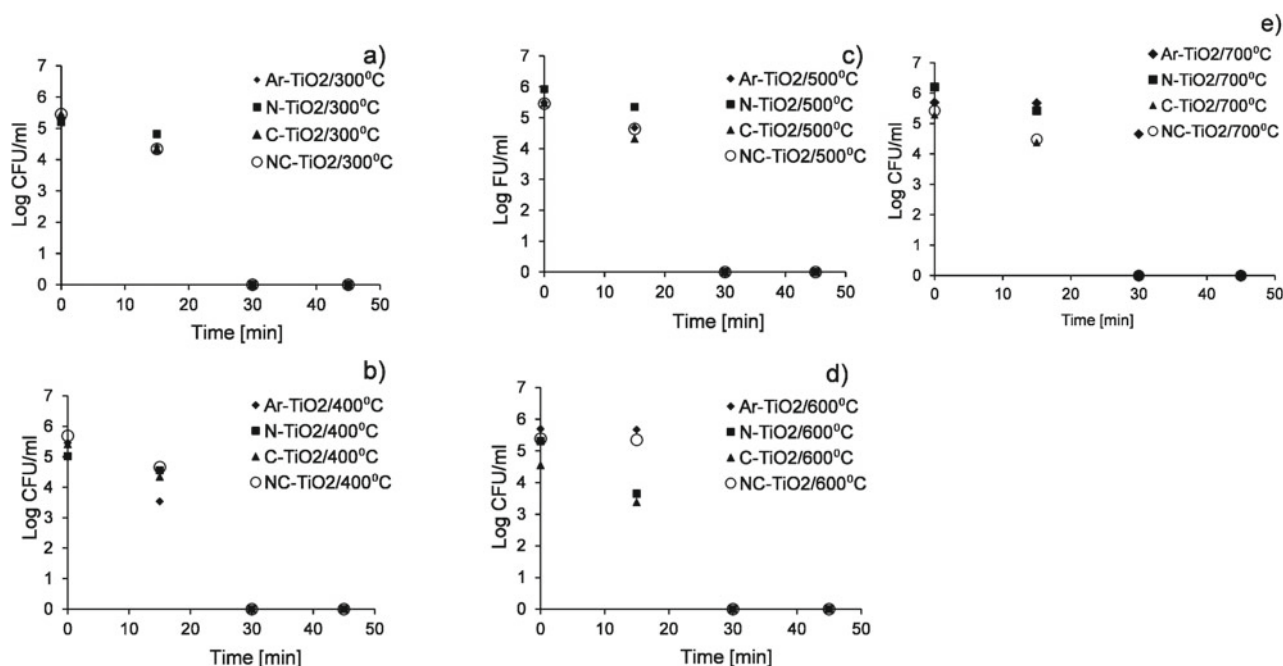 a)
Ar-TiO2/300⁰C
N-TiO2/300⁰C
C-TiO2/300⁰C
NC-TiO2/300⁰C
Log CFU/ml
7
6
5
4
3
2
1
0
0 10 20 30 40 50
Time [min]
c)
Ar-TiO2/500⁰C
N-TiO2/500⁰C
C-TiO2/500⁰C
NC-TiO2/500⁰C
Log FU/ml
7
6
5
4
3
2
1
0
0 10 20 30 40 50
Time [min]
e)
Ar-TiO2/700⁰C
N-TiO2/700⁰C
C-TiO2/700⁰C
NC-TiO2/700⁰C
Log CFU/ml
7
6
5
4
3
2
1
0
0 10 20 30 40 50
Time [min]
b)
Ar-TiO2/400⁰C
N-TiO2/400⁰C
C-TiO2/400⁰C
NC-TiO2/400⁰C
Log CFU/ml
7
6
5
4
3
2
1
0
0 10 20 30 40 50
Time [min]
d)
Ar-TiO2/600⁰C
N-TiO2/600⁰C
C-TiO2/600⁰C
NC-TiO2/600⁰C
Log CFU/ml
7
6
5
4
3
2
1
0
0 10 20 30 40 50
Time [min]